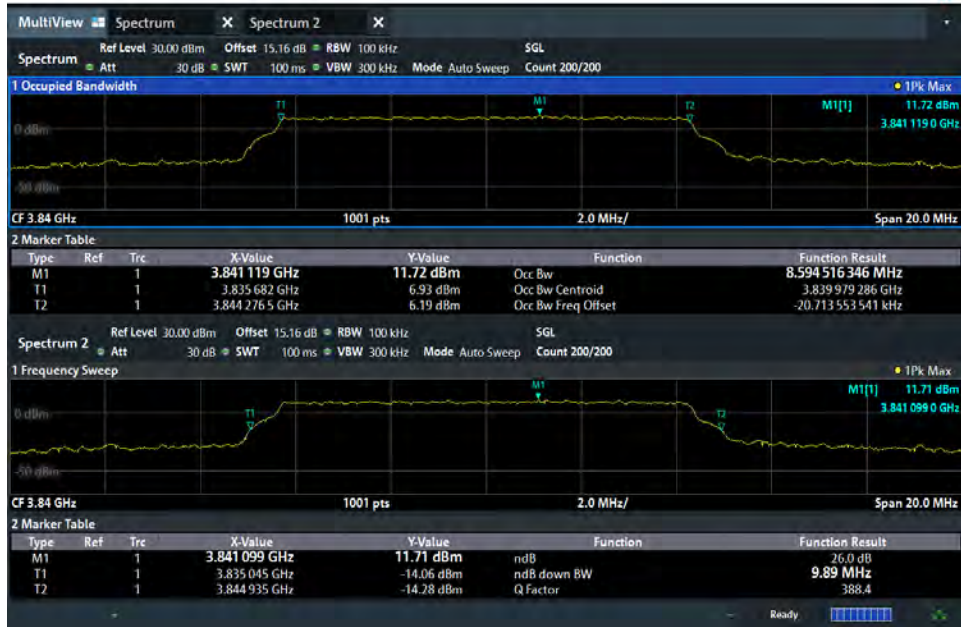 MultiView Spectrum X Spectrum 2 X
Ref Level 30.00 dBm Offset 15.16 dB RBW 100 kHz SGL
Spectrum Att 30 dB SWT 100 ms VBW 300 kHz Mode Auto Sweep Count 200/200
1 Occupied Bandwidth 1Pk Max
T1 M1 T2 M1[1] 11.72 dBm
0 dBm 3.841 119 0 GHz
-50 dBm
CF 3.84 GHz 1001 pts 2.0 MHz/ Span 20.0 MHz
2 Marker Table
Type Ref Trc X-Value Y-Value Function Function Result
M1 1 3.841 119 GHz 11.72 dBm Occ Bw 8.594 516 346 MHz
T1 1 3.835 682 GHz 6.93 dBm Occ Bw Centroid 3.839 979 286 GHz
T2 1 3.844 276 5 GHz 6.19 dBm Occ Bw Freq Offset -20.713 553 541 kHz
Ref Level 30.00 dBm Offset 15.16 dB RBW 100 kHz SGL
Spectrum 2 Att 30 dB SWT 100 ms VBW 300 kHz Mode Auto Sweep Count 200/200
1 Frequency Sweep 1Pk Max
M1 M1[1] 11.71 dBm
0 dBm T1 T2 3.841 099 0 GHz
-50 dBm
CF 3.84 GHz 1001 pts 2.0 MHz/ Span 20.0 MHz
2 Marker Table
Type Ref Trc X-Value Y-Value Function Function Result
M1 1 3.841 099 GHz 11.71 dBm ndB 26.0 dB
T1 1 3.835 045 GHz -14.06 dBm ndB down BW 9.89 MHz
T2 1 3.844 935 GHz -14.28 dBm Q Factor 388.4
Ready